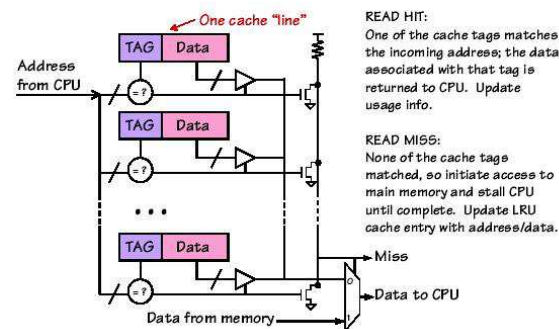 One cache "line"
TAG
Data
Address
from CPU
= ?
TAG
Data
= ?
...
TAG
Data
= ?
Miss
0
Data to CPU
1
Data from memory
READ HIT:
One of the cache tags matches
the incoming address; the data
associated with that tag is
returned to CPU. Update
usage info.
READ MISS:
None of the cache tags
matched, so initiate access to
main memory and stall CPU
until complete. Update LRU
cache entry with address/data.